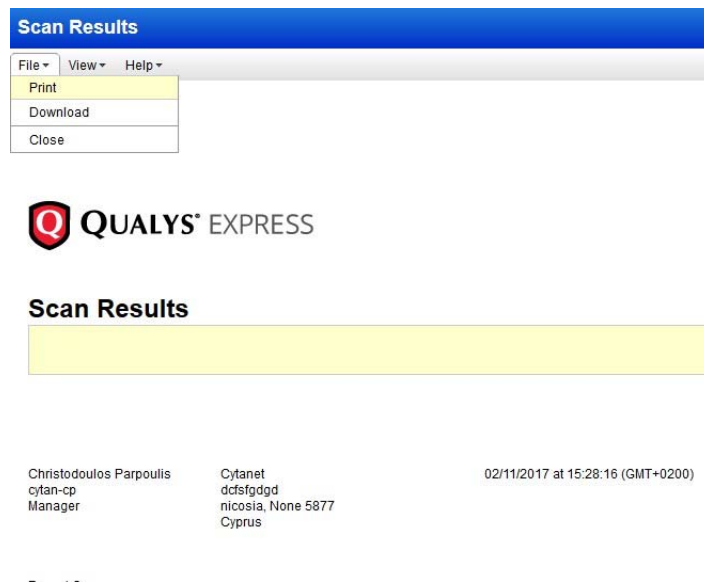 Scan Results
File View Help
Print
Download
Close
Q QUALYS® EXPRESS
Scan Results
Christodoulos Parpoulis
cytan-cp
Manager
Cytanet
dcfsfgdgd
nicosia, None 5877
Cyprus
02/11/2017 at 15:28:16 (GMT+0200)